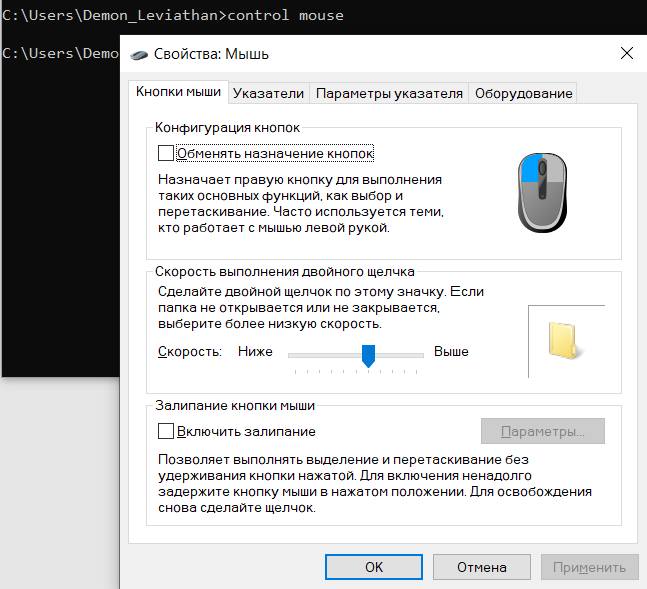 C:\Users\Demon_Leviathan>control mouse
C:\Users\Demo
Свойства: Мышь
Кнопки мыши Указатели Параметры указателя Оборудование
Конфигурация кнопок
Обменять назначение кнопок
Назначает правую кнопку для выполнения
таких основных функций, как выбор и
перетаскивание. Часто используется теми,
кто работает с мышью левой рукой.
Скорость выполнения двойного щелчка
Сделайте двойной щелчок по этому значку. Если
папка не открывается или не закрывается,
выберите более низкую скорость.
Скорость: Ниже Выше
Залипание кнопки мыши
Включить залипание Параметры...
Позволяет выполнять выделение и перетаскивание без
удерживания кнопки нажатой. Для включения ненадолго
задержите кнопку мыши в нажатом положении. Для освобождения
снова сделайте щелчок.
OK Отмена Применить